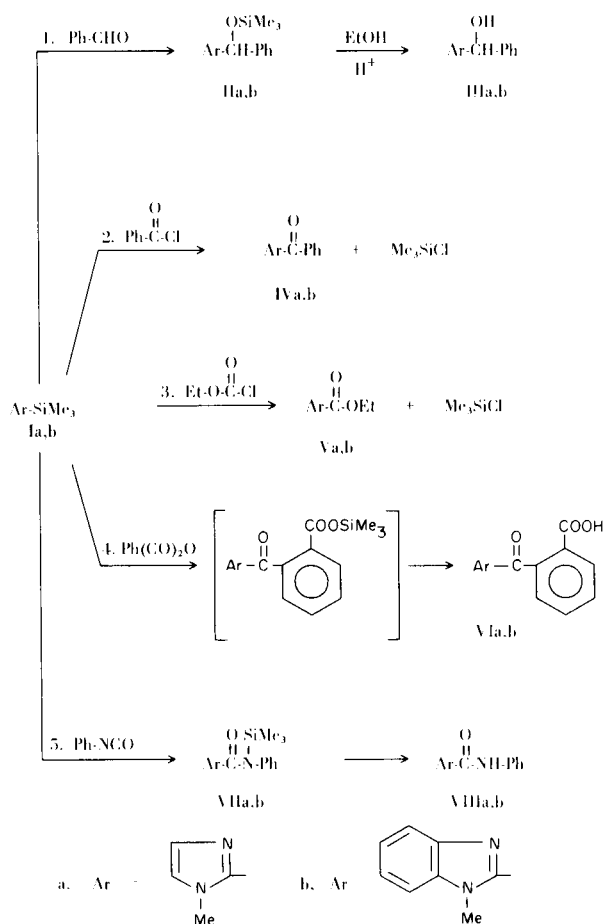 OSiMe₃ OH
1. Ph-CHO Ar-CH-Ph EtOH H⁺ Ar-CH-Ph
IIa,b IIIa,b
O O
2. Ph-C-Cl Ar-C-Ph + Me₃SiCl
IVa,b
O O
Ar-SiMe₃ 3. Et-O-C-Cl Ar-C-OEt + Me₃SiCl
Ia,b Va,b
O COOSiMe₃ O COOH
4. Ph(CO)₂O Ar-C Ar-C
VIa,b
O SiMe₃ O
5. Ph-NCO Ar-C-N-Ph Ar-C-NH-Ph
VIIa,b VIIIa,b
a. Ar = N N Me b. Ar N N Me